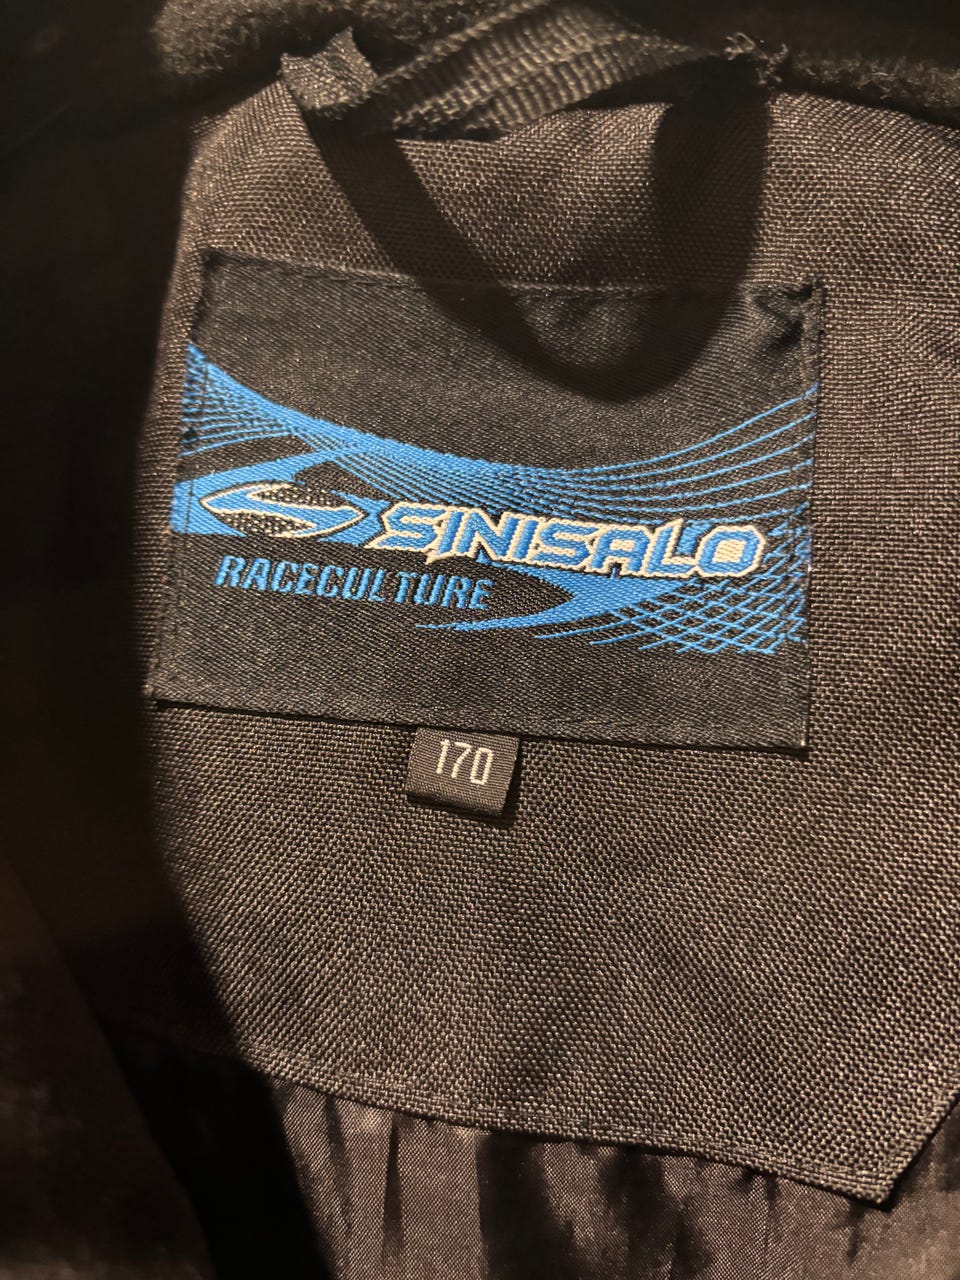 SINISALO
RACECULTURE
170